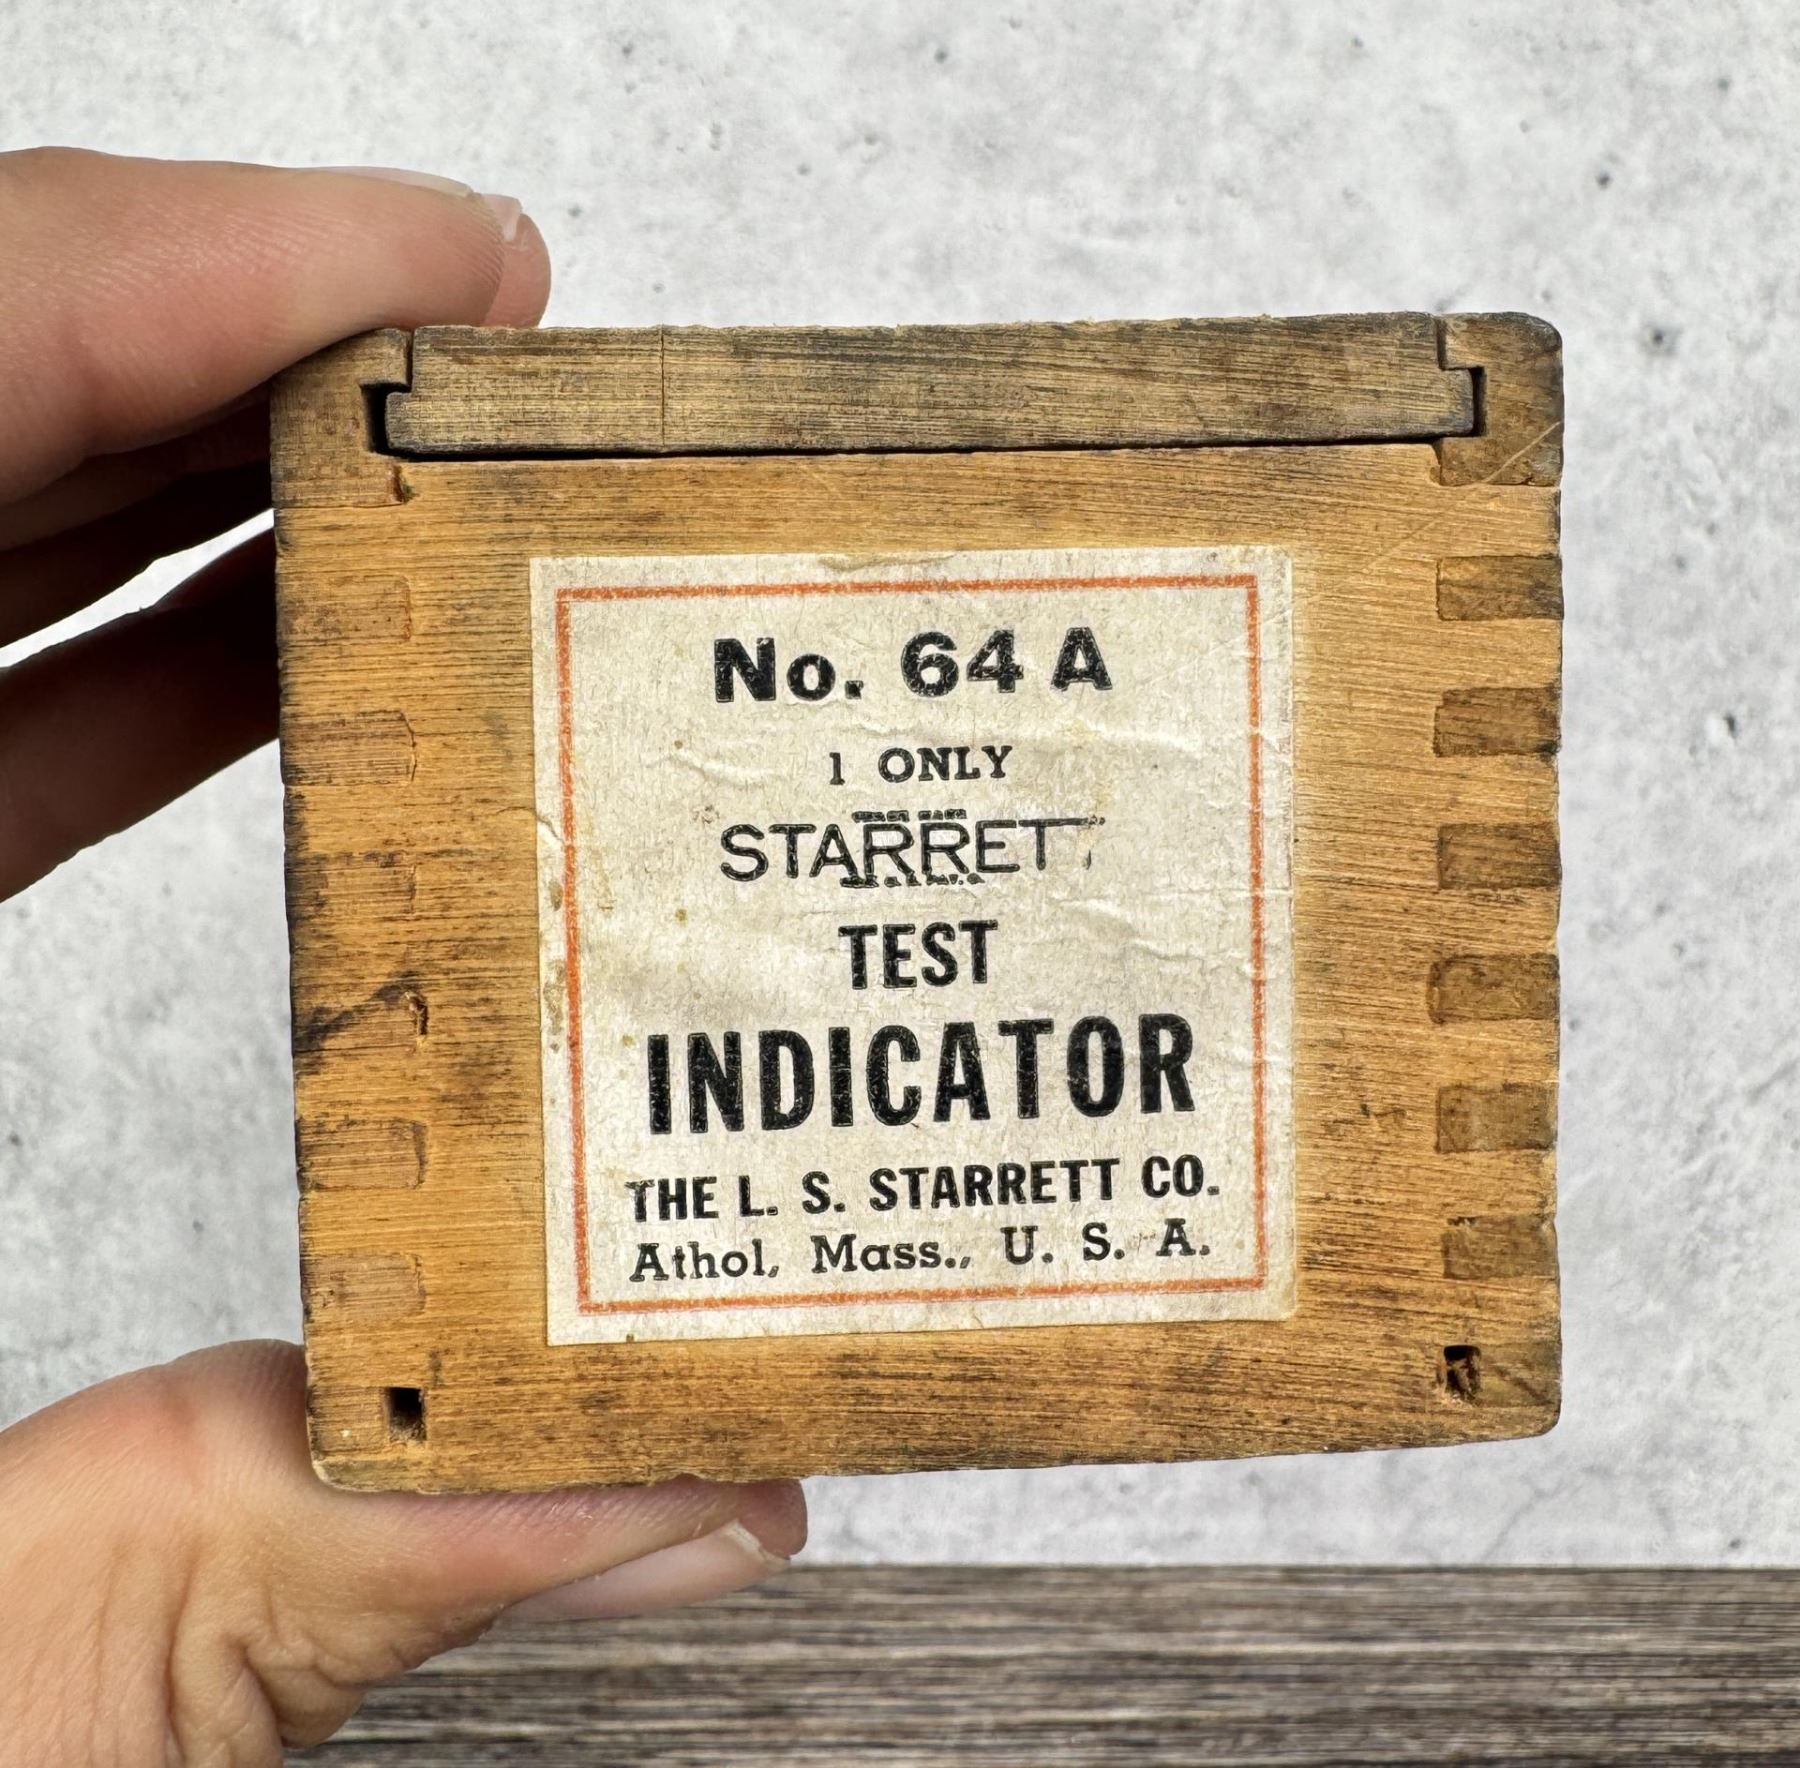 No. 64 A
1 ONLY
STARRETT
TEST
INDICATOR
THE L. S. STARRETT CO.
Athol, Mass., U. S. A.